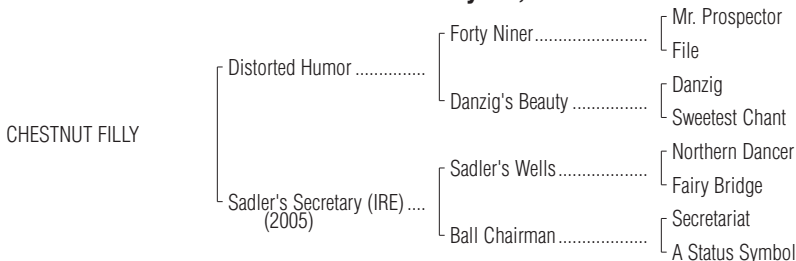 Mr. Prospector
Forty Niner....................
File
Distorted Humor ...............
Danzig
Danzig's Beauty .................
Sweetest Chant
CHESTNUT FILLY
Northern Dancer
Sadler's Wells....................
Fairy Bridge
Sadler's Secretary (IRE) ....
(2005)
Secretariat
Ball Chairman....................
A Status Symbol